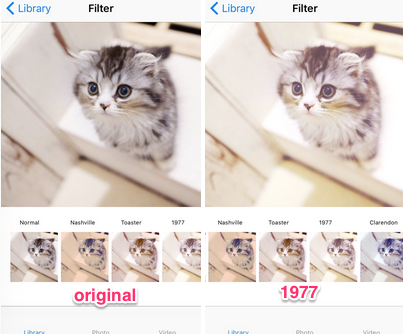 Library Filter
Normal Nashville Toaster 1977
original
Library Photo Video
Library Filter
Nashville Toaster 1977 Clarendon
1977
Library Photo Video